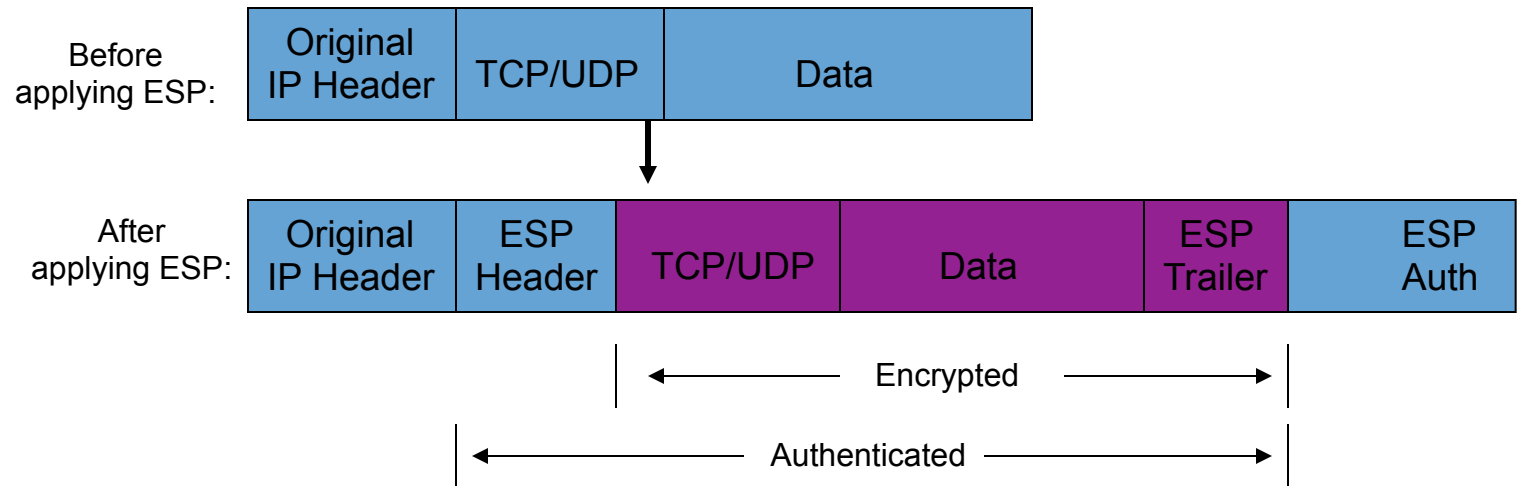 Before
applying ESP:
Original
IP Header
TCP/UDP
Data
After
applying ESP:
Original
IP Header
ESP
Header
TCP/UDP
Data
ESP
Trailer
ESP
Auth
Encrypted
Authenticated